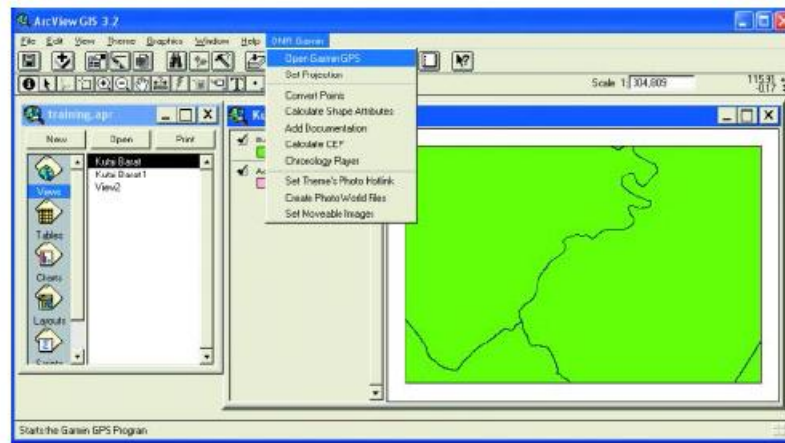 ArcView GIS 3.2
File Edit View Theme Graphics Window Help DNR Garmin
Open Garmin GPS
Set Projection
Convert Points
Calculate Shape Attributes
Add Documentation
Calculate CEP
Chronology Player
Set Theme's Photo Hotlink
Create Photo World Files
Set Moveable Images
Scale 1: 304,809
training.apr
New Open Print
Views
Tables
Charts
Layouts
Scripts
Kutai Barat
Kutai Barat1
View2
Starts the Garmin GPS Program